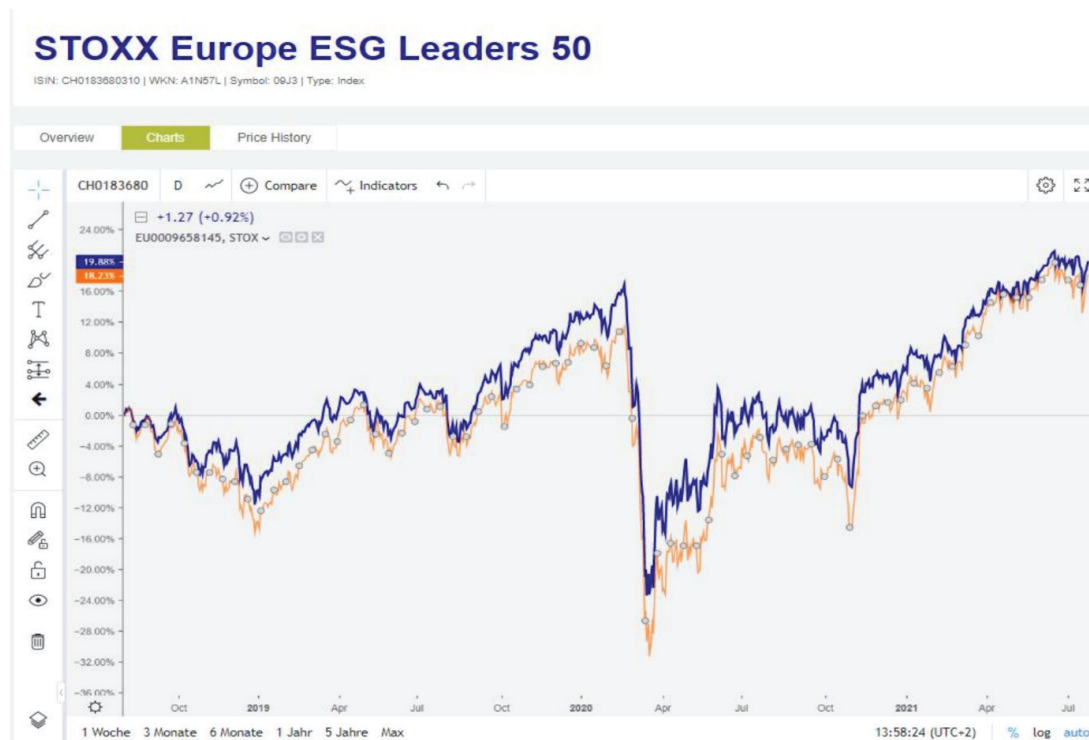 STOXX Europe ESG Leaders 50
ISIN: CH0183680310 | WKN: A1N57L | Symbol: 09J3 | Type: Index
Overview Charts Price History
CH0183680 D Compare Indicators
+1.27 (+0.92%)
EU0009658145, STOX
24.00%
19.88%
18.23%
16.00%
12.00%
8.00%
4.00%
0.00%
-4.00%
-8.00%
-12.00%
-16.00%
-20.00%
-24.00%
-28.00%
-32.00%
-36.00%
Oct 2019 Apr Jul Oct 2020 Apr Jul Oct 2021 Apr Jul
1 Woche 3 Monate 6 Monate 1 Jahr 5 Jahre Max 13:58:24 (UTC+2) % log auto